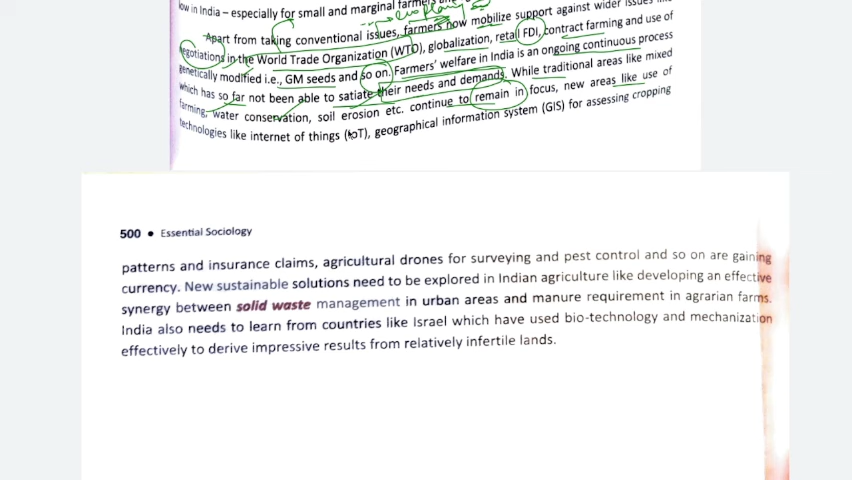 low in India – especially for small and marginal farmers
Apart from taking conventional issues, farmers now mobilize support against wider issues like
negotiations in the World Trade Organization (WTO), globalization, retail FDI, contract farming and use of
genetically modified i.e., GM seeds and so on. Farmers' welfare in India is an ongoing continuous process
which has so far not been able to satiate their needs and demands. While traditional areas like mixed
farming, water conservation, soil erosion etc. continue to remain in focus, new areas like use of
technologies like internet of things (IoT), geographical information system (GIS) for assessing cropping
500 • Essential Sociology
patterns and insurance claims, agricultural drones for surveying and pest control and so on are gaining
currency. New sustainable solutions need to be explored in Indian agriculture like developing an effective
synergy between solid waste management in urban areas and manure requirement in agrarian farms.
India also needs to learn from countries like Israel which have used bio-technology and mechanization
effectively to derive impressive results from relatively infertile lands.